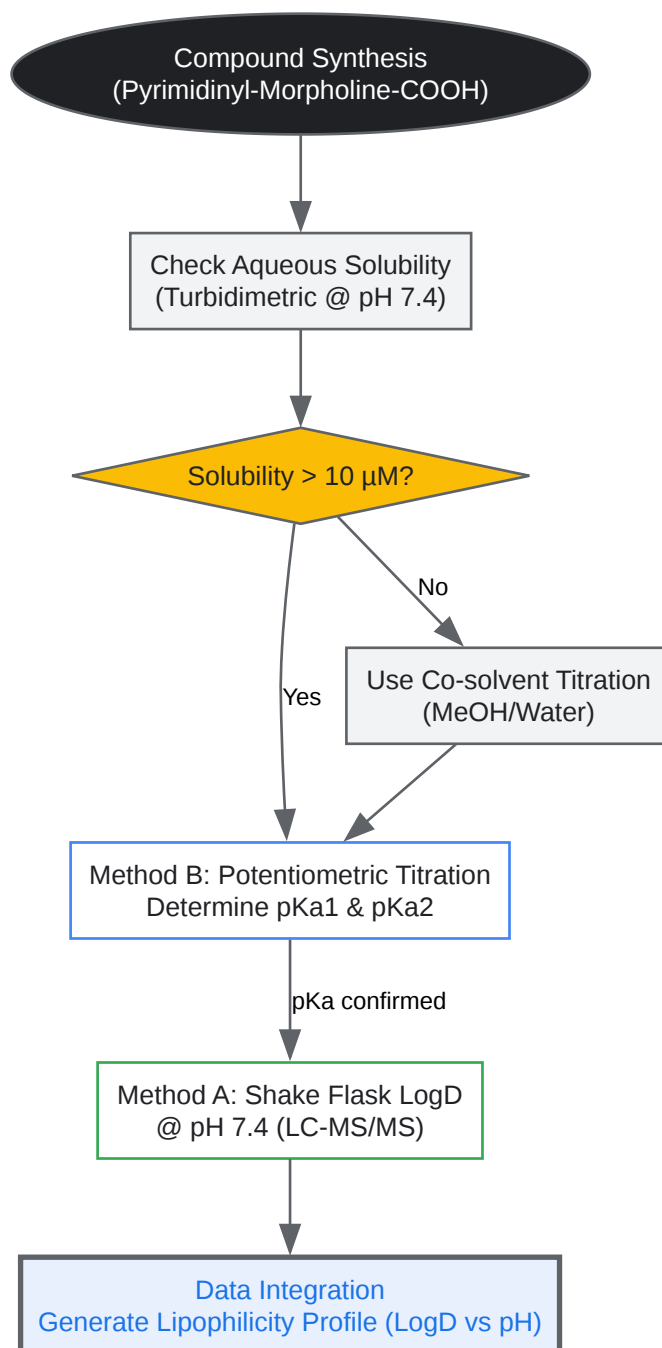 Compound Synthesis
(Pyrimidinyl-Morpholine-COOH)
Check Aqueous Solubility
(Turbidimetric @ pH 7.4)
Solubility > 10 µM?
No
Use Co-solvent Titration
(MeOH/Water)
Yes
Method B: Potentiometric Titration
Determine pKa1 & pKa2
pKa confirmed
Method A: Shake Flask LogD
@ pH 7.4 (LC-MS/MS)
Data Integration
Generate Lipophilicity Profile (LogD vs pH)